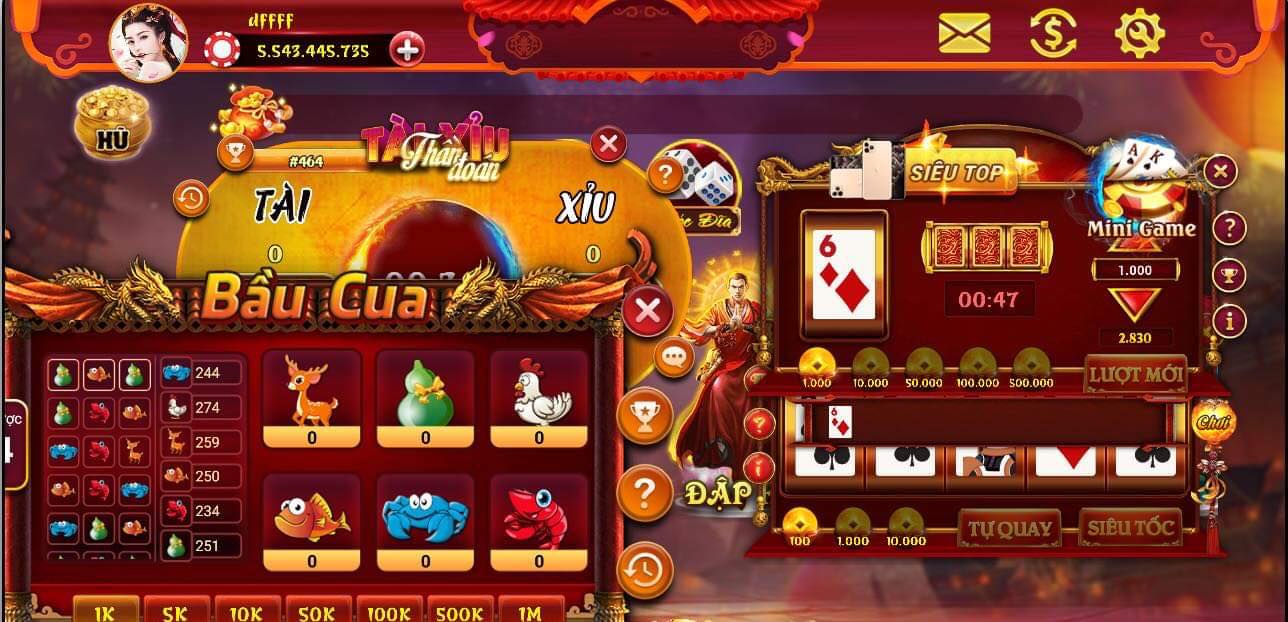 dffff
5.543.445.735
HŨ
TÀI XỈU
Thần đoán
#464
TÀI
XỈU
0
0
Bầu Cua
244
274
259
250
234
251
0
0
0
0
0
0
1K
5K
10K
50K
100K
500K
1M
ĐẬP
SIÊU TOP
A
K
Mini Game
6
00:47
1.000
2.830
1.000
10.000
50.000
100.000
500.000
LƯỢT MỚI
6
Chơi
100
1.000
10.000
TỰ QUAY
SIÊU TỐC